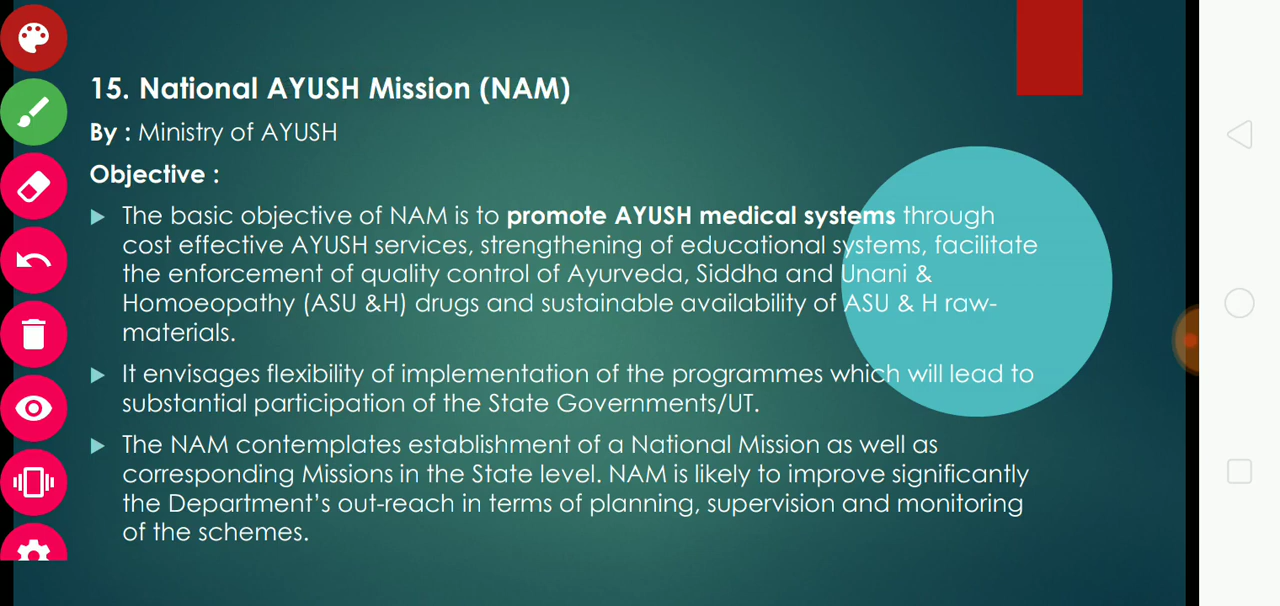 15. National AYUSH Mission (NAM)
By : Ministry of AYUSH
Objective :
The basic objective of NAM is to promote AYUSH medical systems through
cost effective AYUSH services, strengthening of educational systems, facilitate
the enforcement of quality control of Ayurveda, Siddha and Unani &
Homoeopathy (ASU &H) drugs and sustainable availability of ASU & H raw-
materials.
It envisages flexibility of implementation of the programmes which will lead to
substantial participation of the State Governments/UT.
The NAM contemplates establishment of a National Mission as well as
corresponding Missions in the State level. NAM is likely to improve significantly
the Department’s out-reach in terms of planning, supervision and monitoring
of the schemes.